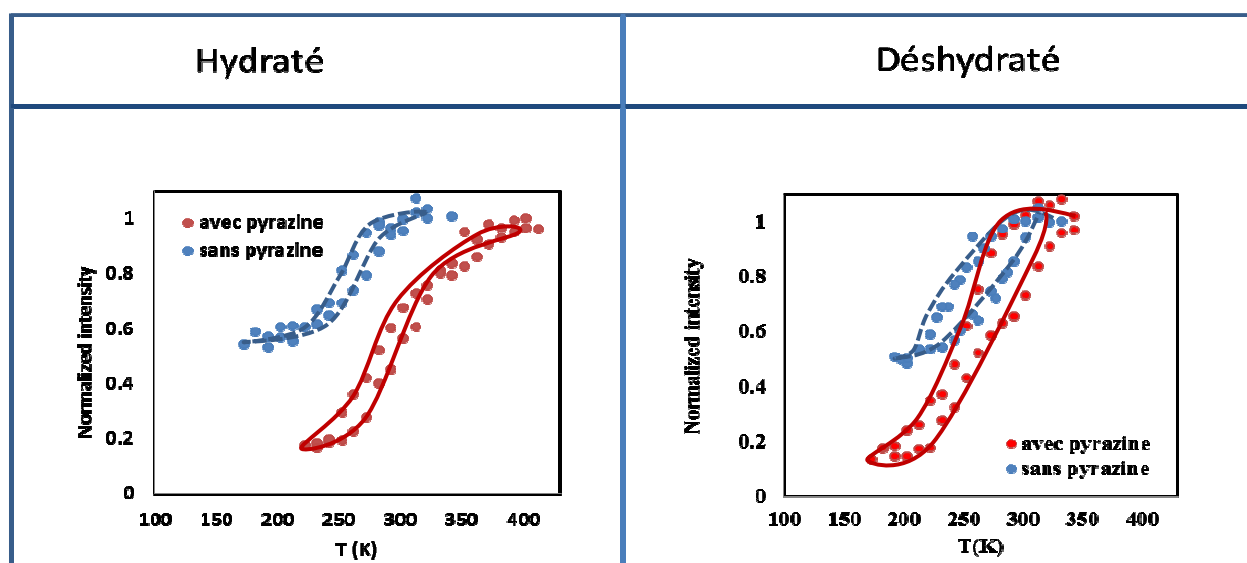 Hydraté
Déshydraté
Normalized intensity
1
0.8
0.6
0.4
0.2
0
avec pyrazine
sans pyrazine
100 150 200 250 300 350 400
T (K)
Normalized intensity
1
0.8
0.6
0.4
0.2
0
avec pyrazine
sans pyrazine
100 200 250 300 350 400
T(K)